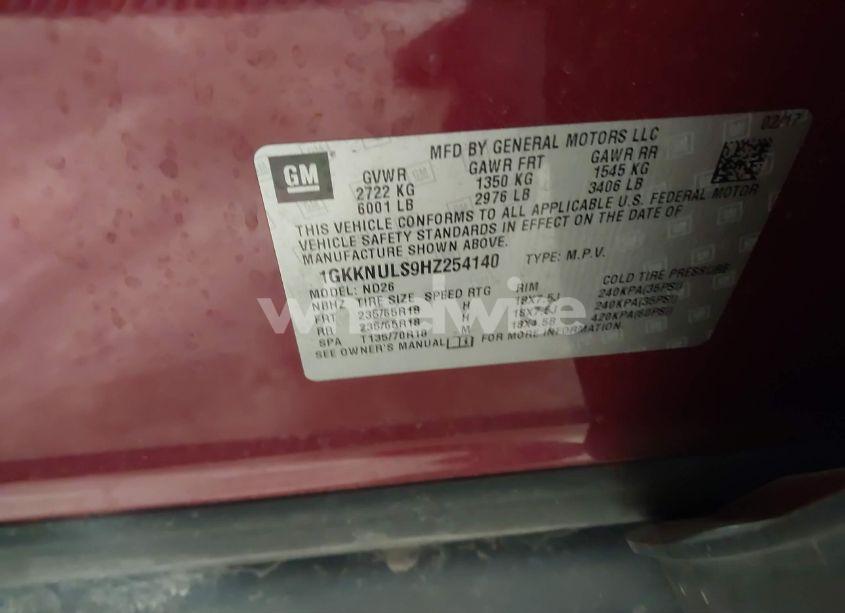 MFD BY GENERAL MOTORS LLC 02/17
GM GVWR GAWR FRT GAWR RR
2722 KG 1350 KG 1545 KG
6001 LB 2976 LB 3406 LB
THIS VEHICLE CONFORMS TO ALL APPLICABLE U.S. FEDERAL MOTOR
VEHICLE SAFETY STANDARDS IN EFFECT ON THE DATE OF
MANUFACTURE SHOWN ABOVE.
1GKKNULS9HZ254140 TYPE: M.P.V.
MODEL: ND26
NBHZ TIRE SIZE SPEED RTG RIM COLD TIRE PRESSURE
FRT 235/65R18 H 18X7.5J 240KPA(35PSI)
RR 235/65R18 H 18X7.5J 240KPA(35PSI)
SPA T135/70R18 M 18X4.5B 420KPA(60PSI)
SEE OWNER'S MANUAL FOR MORE INFORMATION